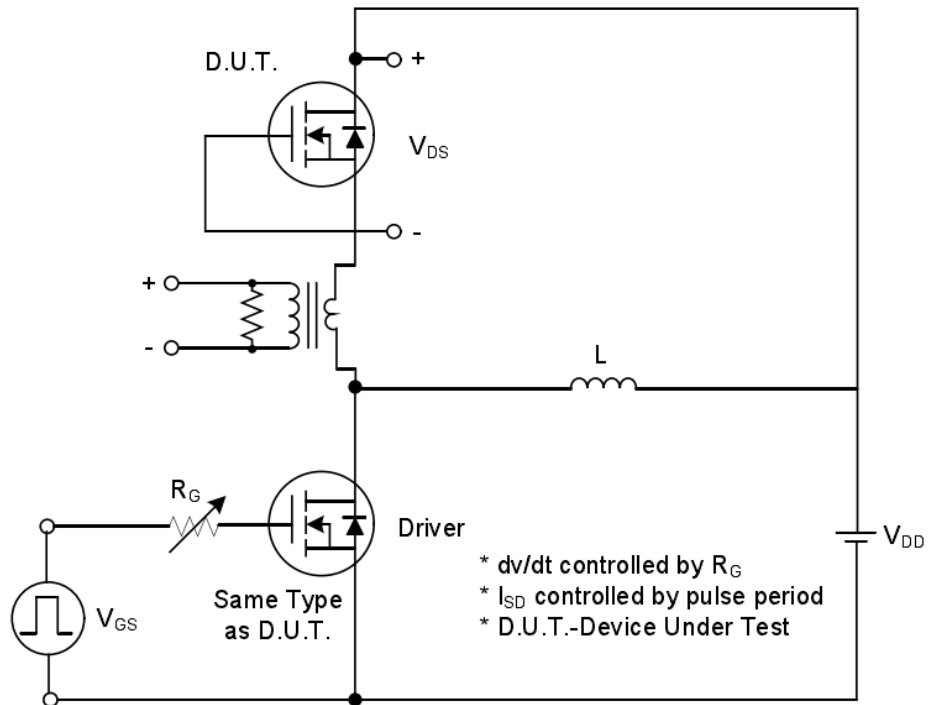 D.U.T.
+
V_DS
-
+
-
L
R_G
Driver
V_DD
V_GS
Same Type
as D.U.T.
* dv/dt controlled by R_G
* I_SD controlled by pulse period
* D.U.T.-Device Under Test